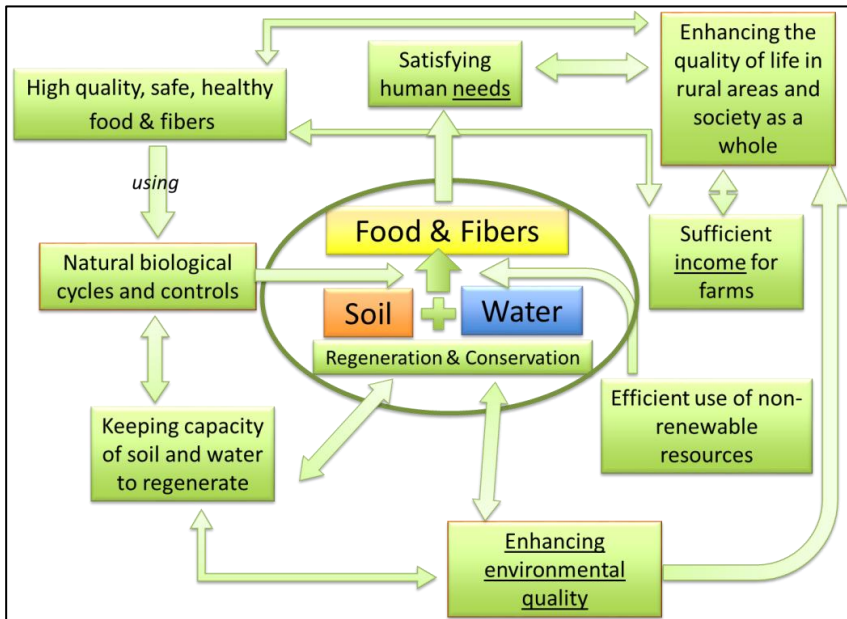 High quality, safe, healthy
food & fibers
Satisfying
human needs
Enhancing the
quality of life in
rural areas and
society as a
whole
using
Food & Fibers
Sufficient
income for
farms
Natural biological
cycles and controls
Soil
Water
Regeneration & Conservation
Keeping capacity
of soil and water
to regenerate
Efficient use of non-
renewable
resources
Enhancing
environmental
quality